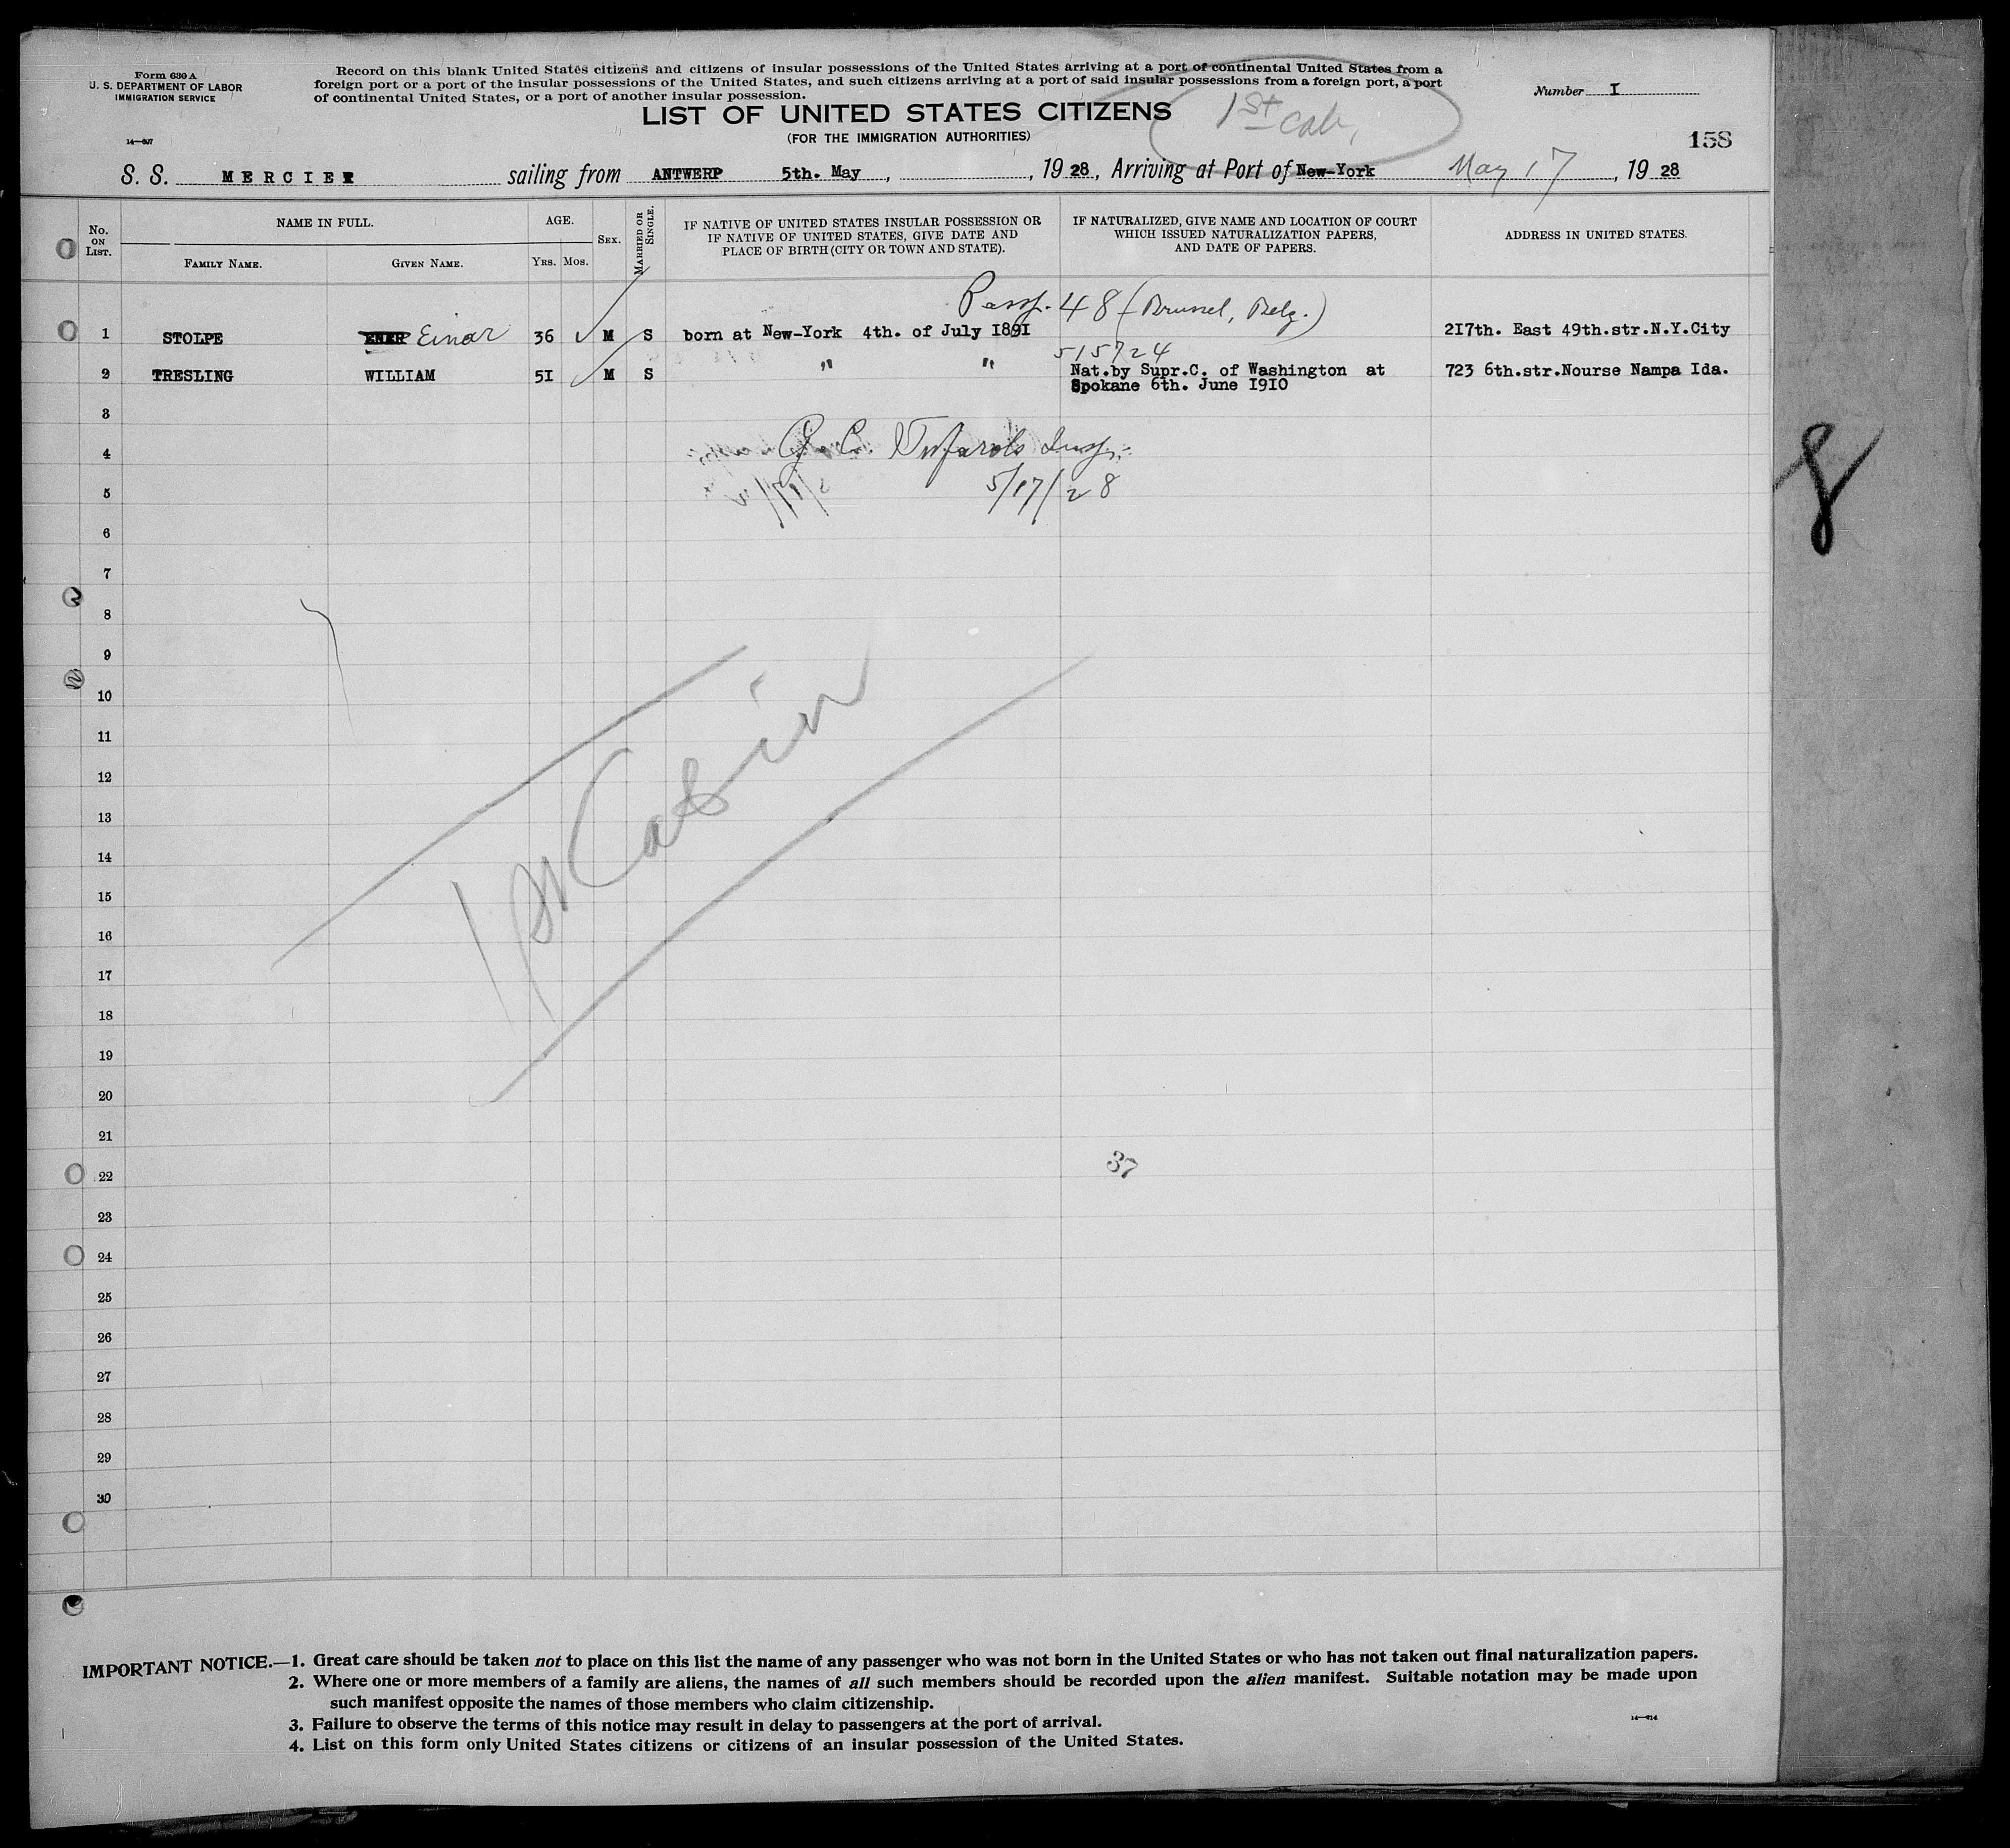 Form 630 A
U. S. DEPARTMENT OF LABOR
IMMIGRATION SERVICE
14—607
Record on this blank United States citizens and citizens of insular possessions of the United States arriving at a port of continental United States from a
foreign port or a port of the insular possessions of the United States, and such citizens arriving at a port of said insular possessions from a foreign port, a port
of continental United States, or a port of another insular possession.
Number I
LIST OF UNITED STATES CITIZENS
(FOR THE IMMIGRATION AUTHORITIES)
1st cab.
158
S. S. MERCIER sailing from ANTWERP 5th. May , , 19 28, Arriving at Port of New-York May 17, 19 28
No. ON LIST.
NAME IN FULL.
FAMILY NAME.
GIVEN NAME.
AGE.
YRS. MOS.
SEX.
MARRIED OR SINGLE.
IF NATIVE OF UNITED STATES INSULAR POSSESSION OR
IF NATIVE OF UNITED STATES, GIVE DATE AND
PLACE OF BIRTH (CITY OR TOWN AND STATE).
IF NATURALIZED, GIVE NAME AND LOCATION OF COURT
WHICH ISSUED NATURALIZATION PAPERS,
AND DATE OF PAPERS.
ADDRESS IN UNITED STATES.
Passp. 48 (Brussel, Belg.)
1 STOLPE ENER Einar 36 M S born at New-York 4th. of July I89I 2I7th. East 49th.str.N.Y.City
515724
2 TRESLING WILLIAM 5I M S " " Nat.by Supr.C. of Washington at 723 6th.str.Nourse Nampa Ida.
Spokane 6th. June I9I0
3
4
Insp.
5
5/17/28
6
7
8
9
10
11
12
13
14
15
16
17
18
19
20
21
22
23
24
25
26
27
28
29
30
1st Cabin
37
8
IMPORTANT NOTICE.—1. Great care should be taken not to place on this list the name of any passenger who was not born in the United States or who has not taken out final naturalization papers.
2. Where one or more members of a family are aliens, the names of all such members should be recorded upon the alien manifest. Suitable notation may be made upon
such manifest opposite the names of those members who claim citizenship.
3. Failure to observe the terms of this notice may result in delay to passengers at the port of arrival.
4. List on this form only United States citizens or citizens of an insular possession of the United States.